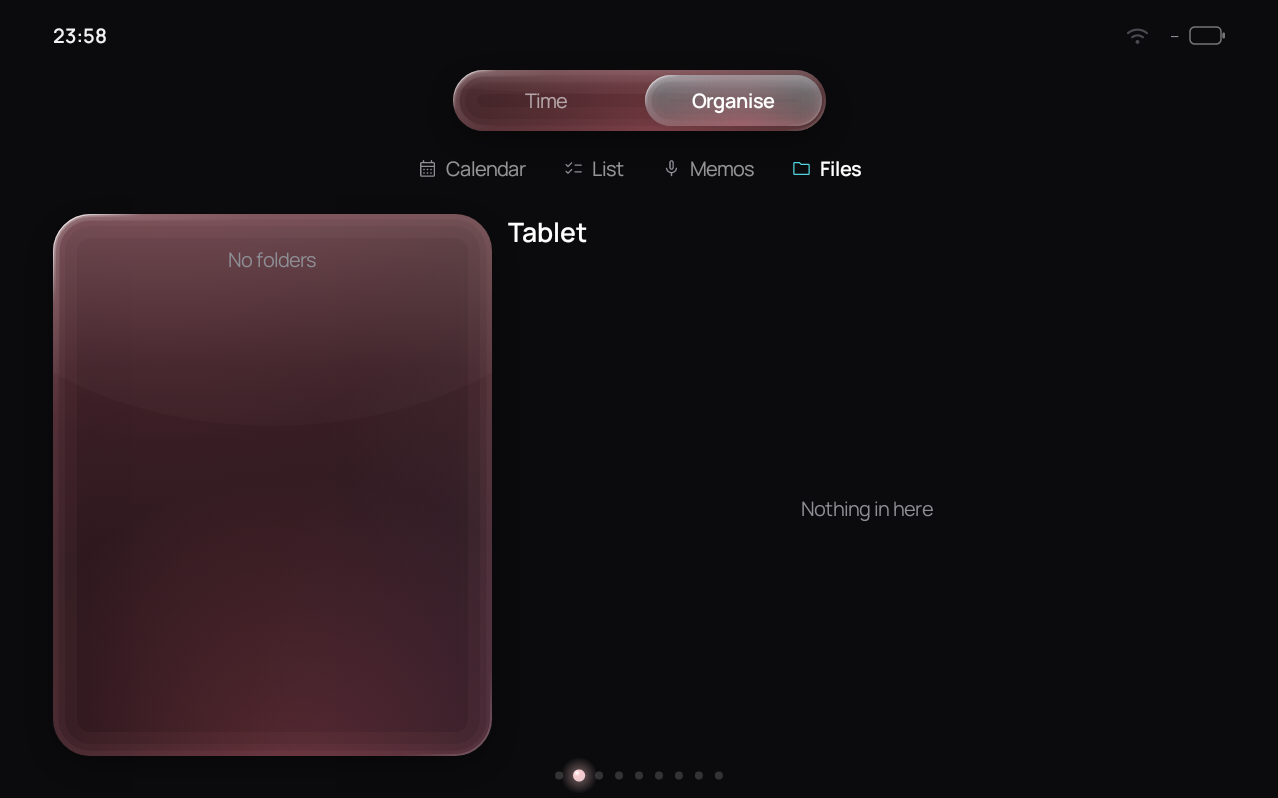 23:58
–
Time
Organise
Calendar
List
Memos
Files
No folders
Tablet
Nothing in here